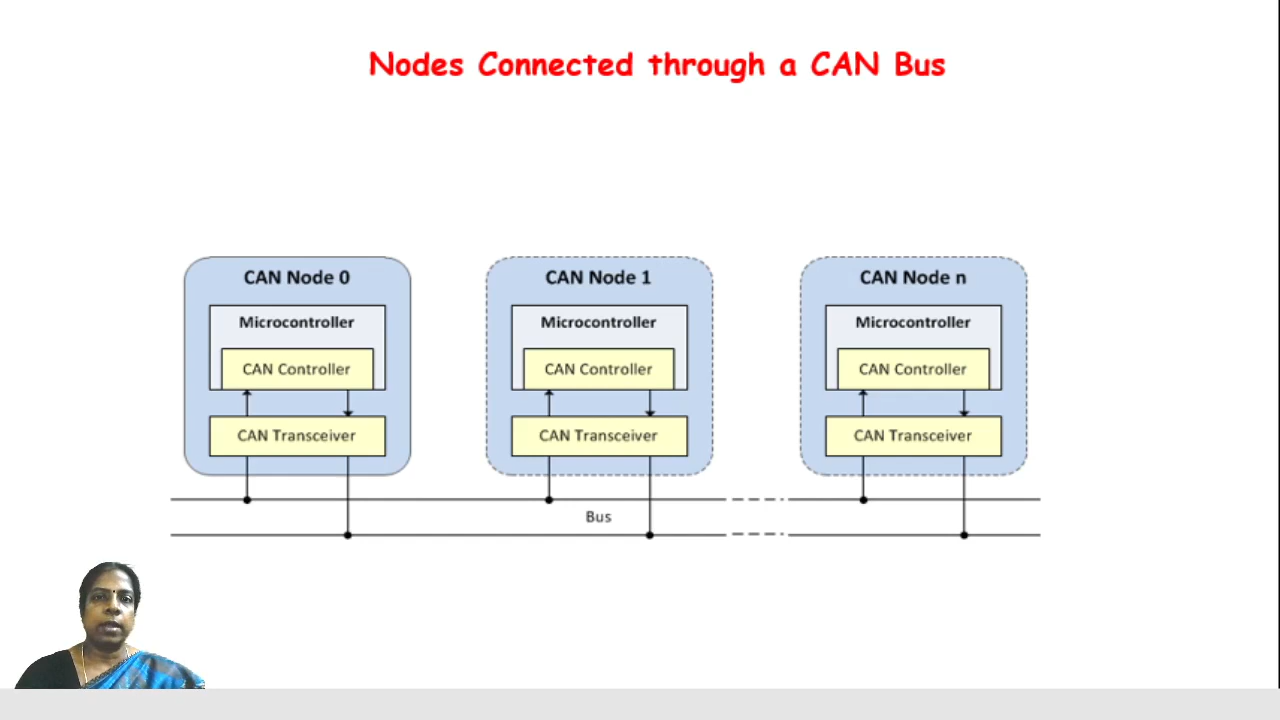 Nodes Connected through a CAN Bus
CAN Node 0
Microcontroller
CAN Controller
CAN Transceiver
CAN Node 1
Microcontroller
CAN Controller
CAN Transceiver
CAN Node n
Microcontroller
CAN Controller
CAN Transceiver
Bus